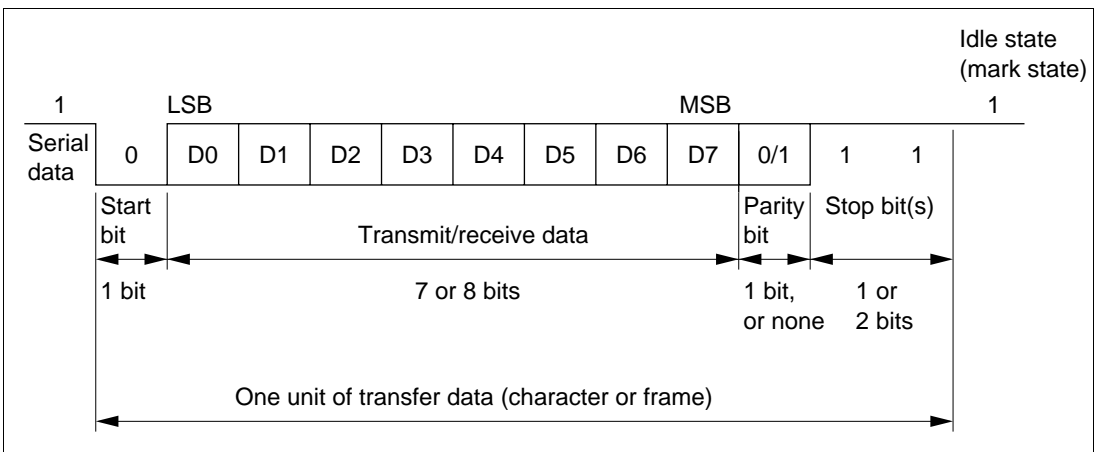 Idle state
(mark state)
1 LSB MSB 1
Serial
data
0 D0 D1 D2 D3 D4 D5 D6 D7 0/1 1 1
Start
bit
Transmit/receive data
Parity
bit
Stop bit(s)
1 bit
7 or 8 bits
1 bit,
or none
1 or
2 bits
One unit of transfer data (character or frame)